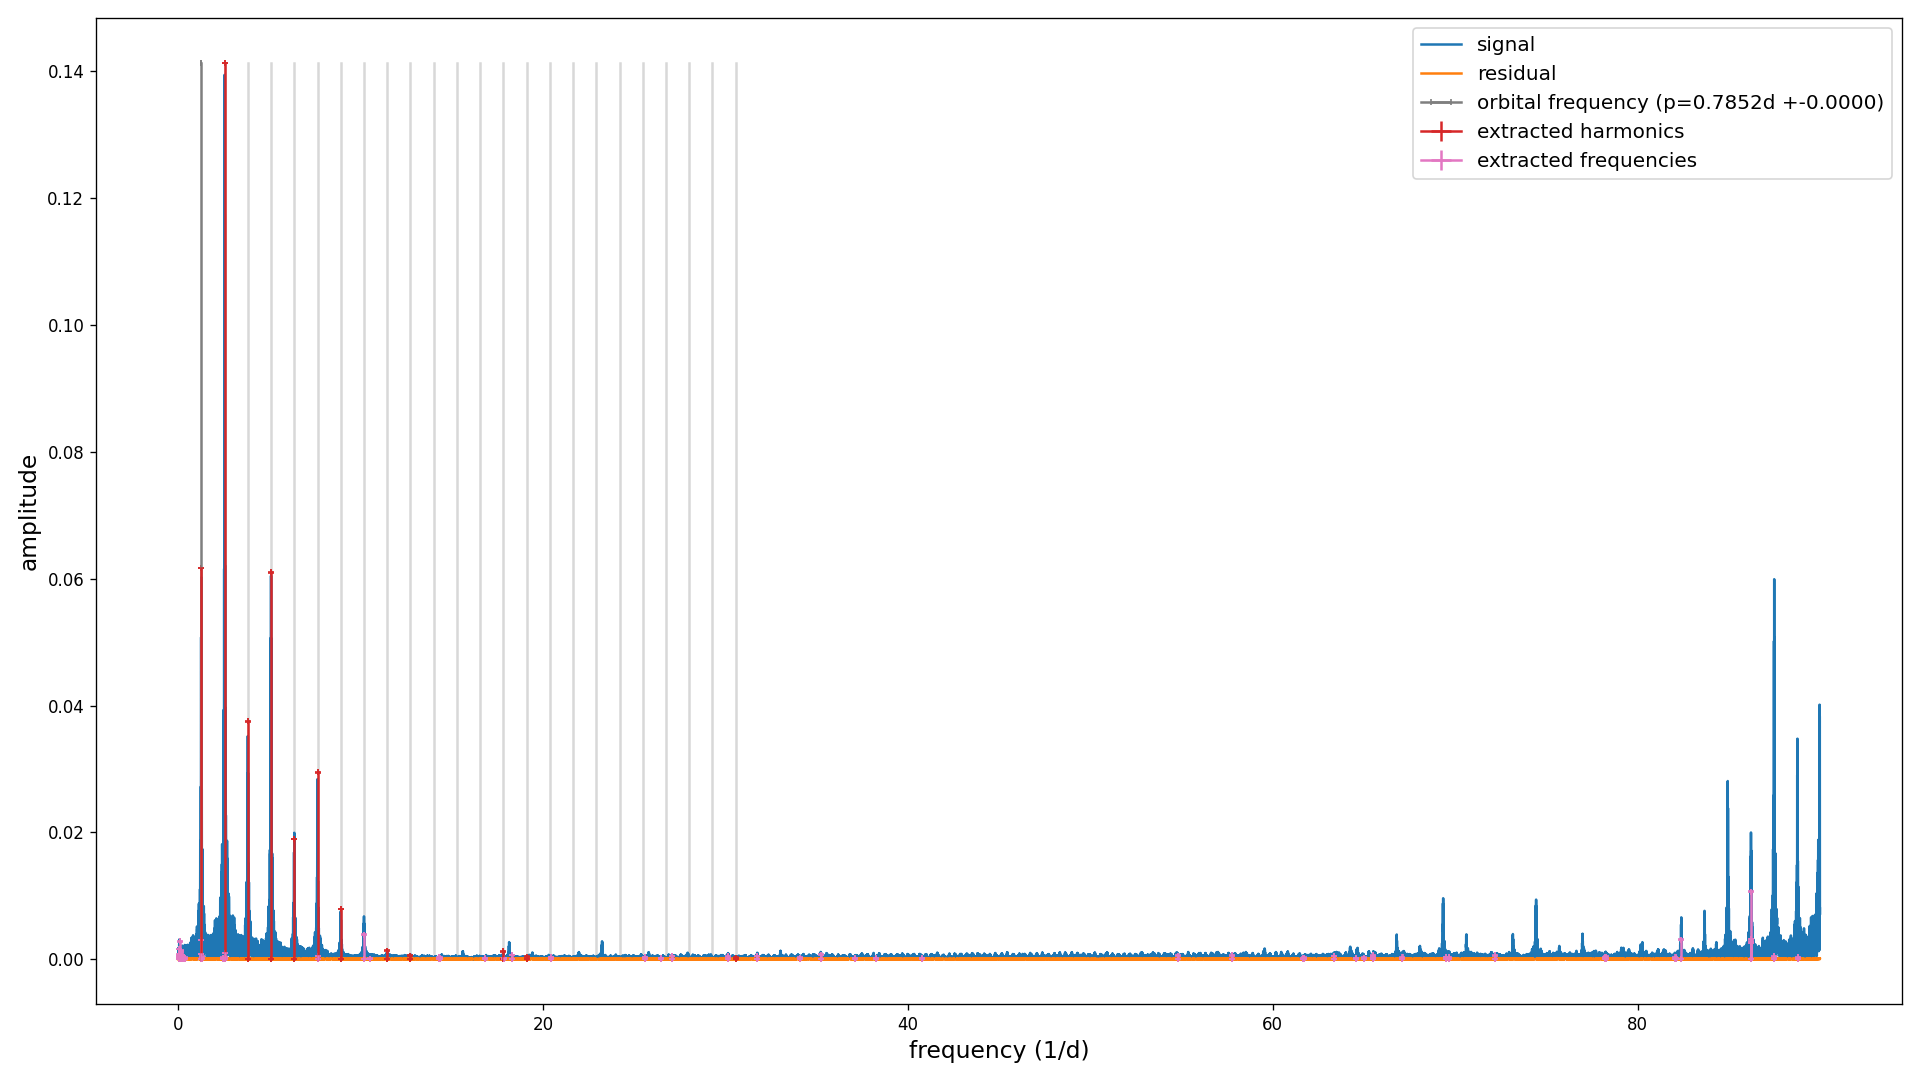 signal
residual
orbital frequency (p=0.7852d +-0.0000)
extracted harmonics
extracted frequencies
0.14
0.12
0.10
0.08
0.06
0.04
0.02
0.00
amplitude
0 20 40 60 80
frequency (1/d)